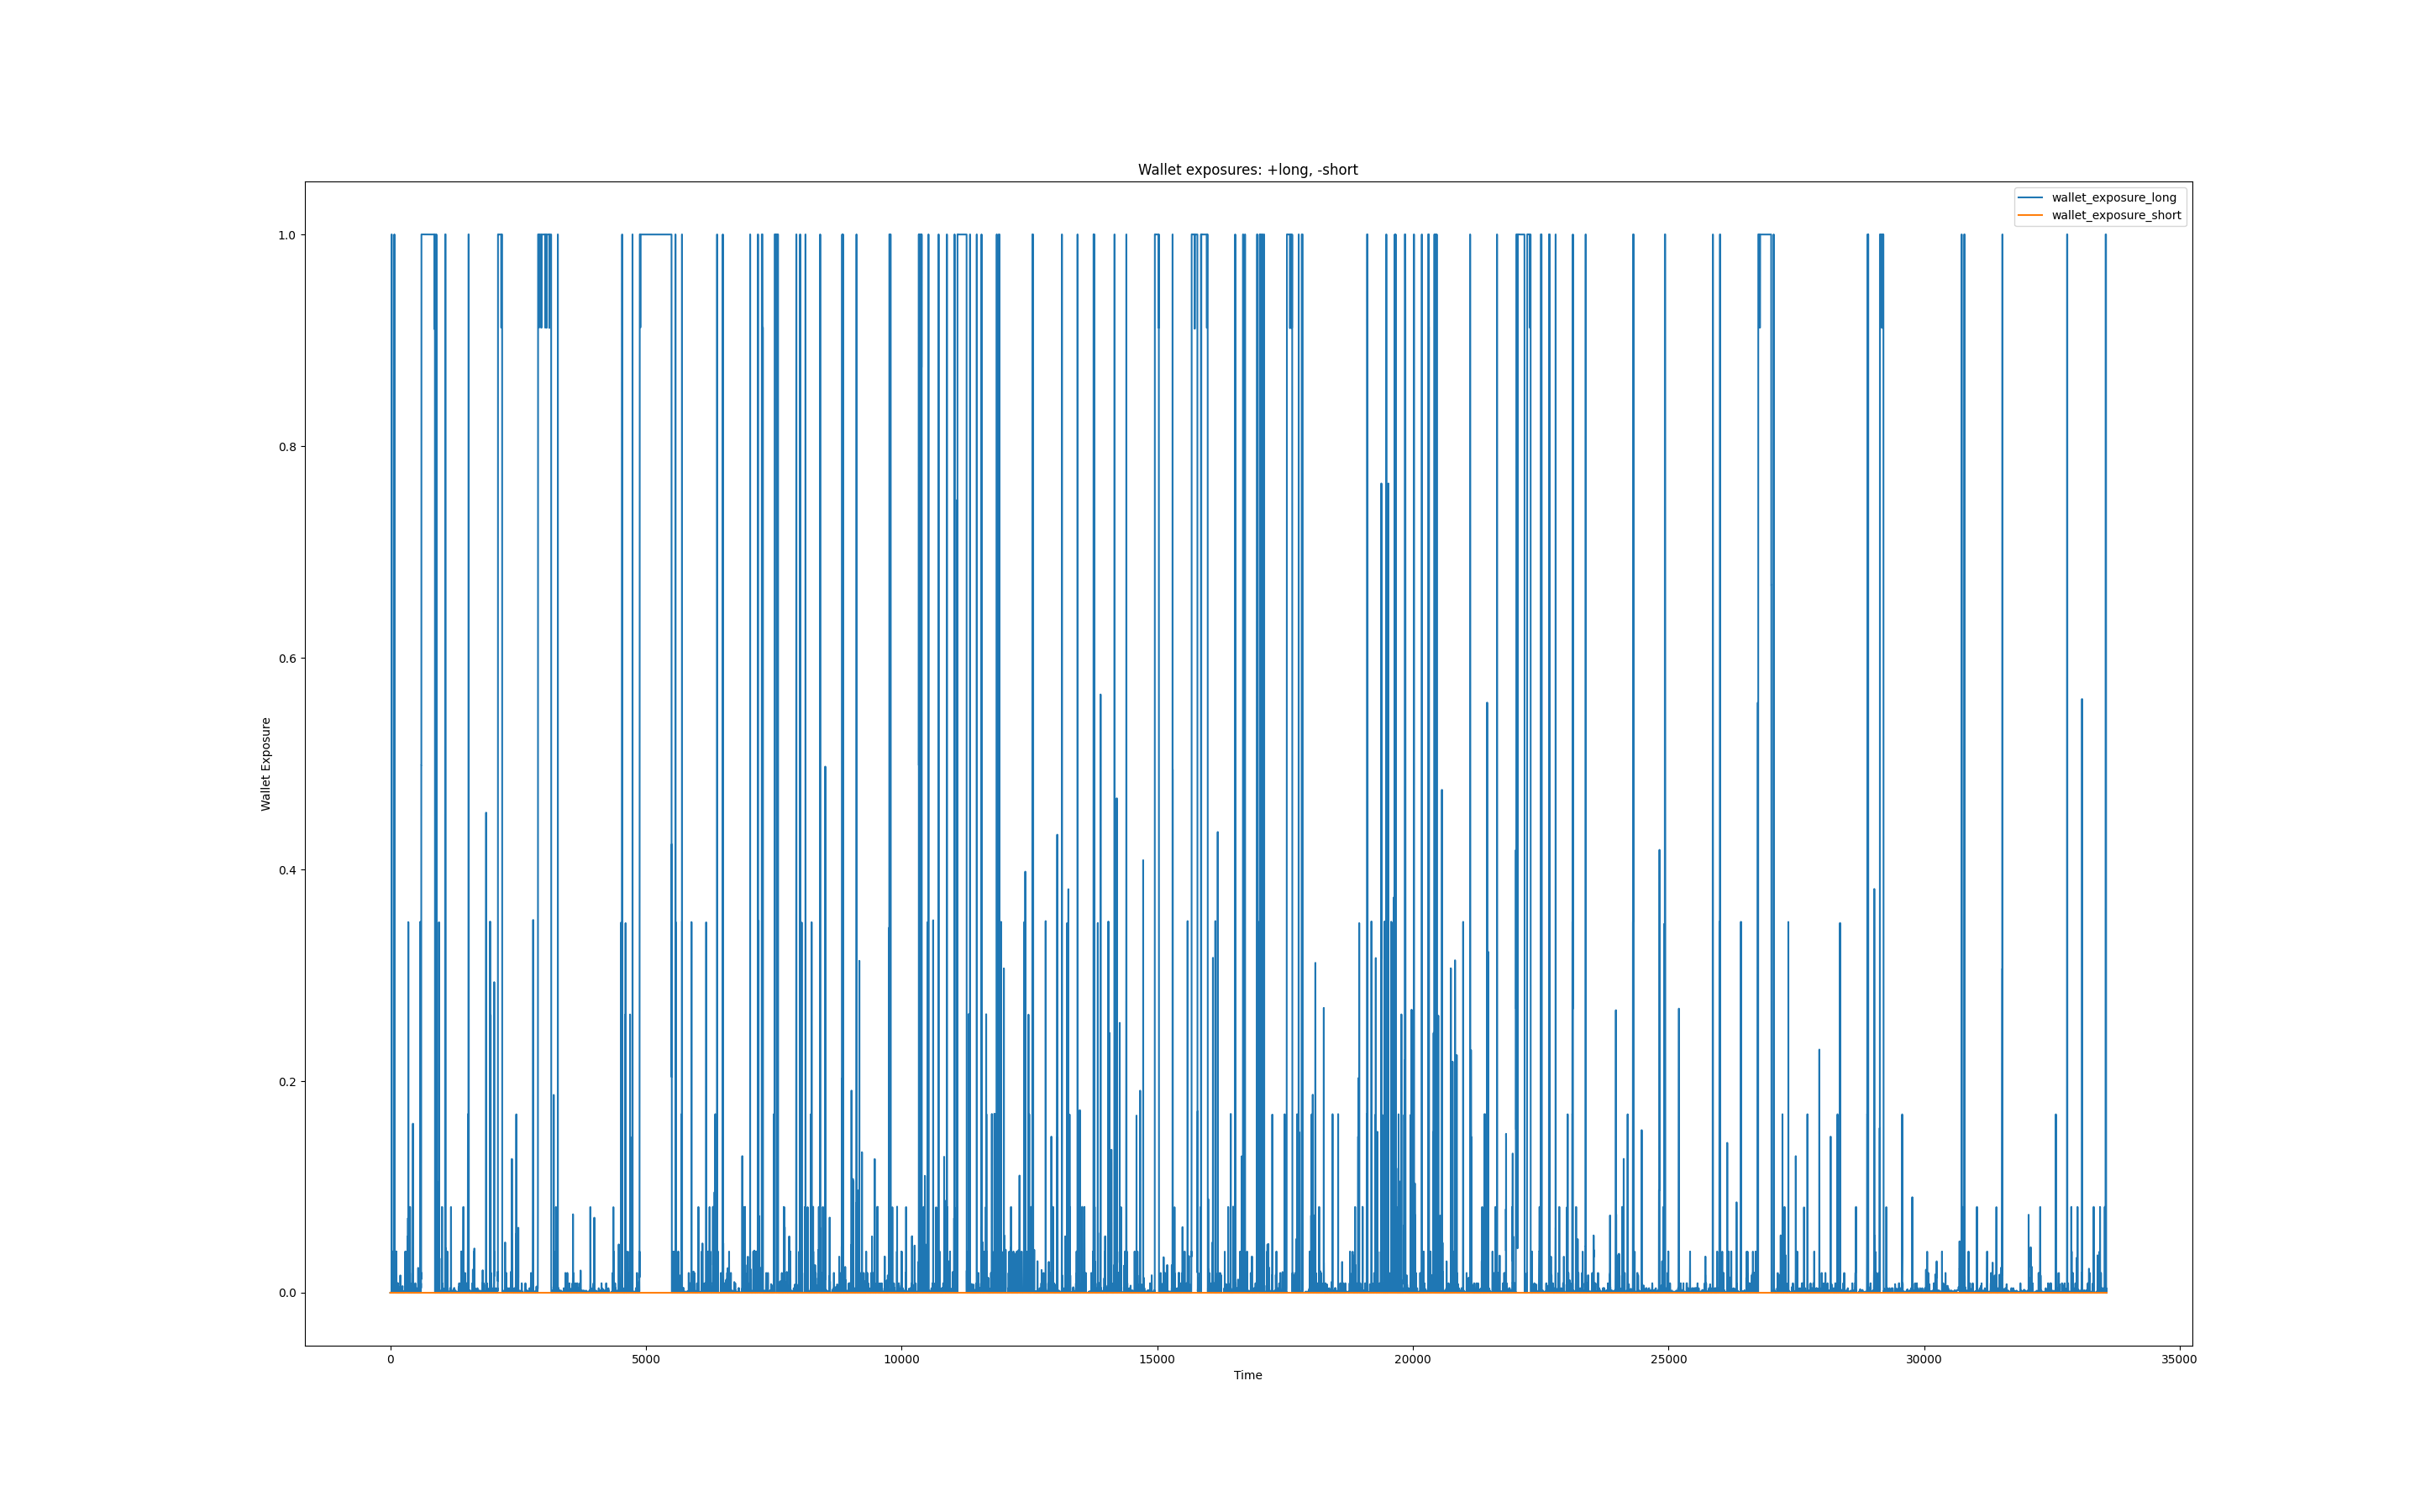 Wallet exposures: +long, -short
wallet_exposure_long
wallet_exposure_short
1.0
0.8
0.6
0.4
0.2
0.0
Wallet Exposure
0 5000 10000 15000 20000 25000 30000 35000
Time